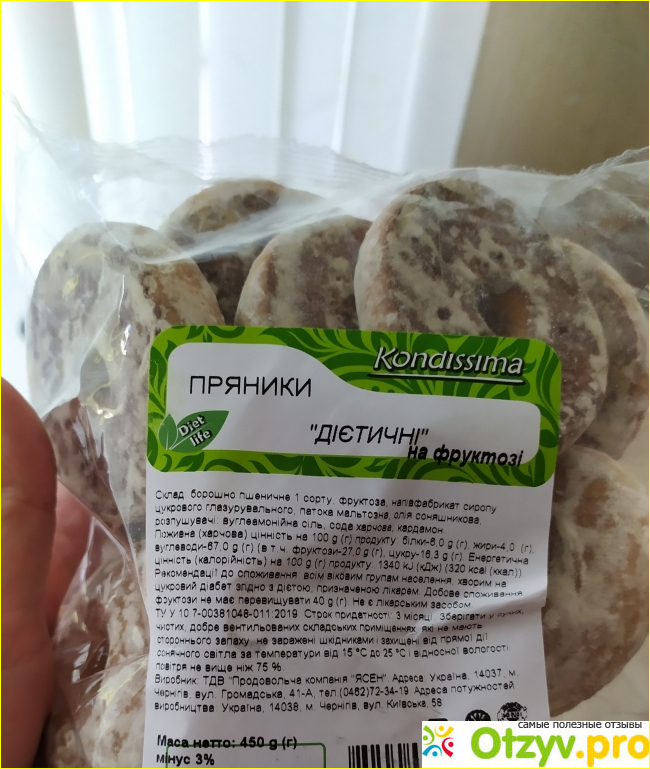 Kondissima
ПРЯНИКИ
Diet
life
"ДІЄТИЧНІ"
на фруктозі
Склад: борошно пшеничне 1 сорту, фруктоза, напівфабрикат сиропу
цукрового глазурувального, патока мальтозна, олія соняшникова,
розпушувачі: вуглеамонійна сіль, сода харчова, кардамон.
Поживна (харчова) цінність на 100 g (г) продукту: білки-6,0 g (г), жири-4,0 (г),
вуглеводи-67,0 g (г) (в т.ч. фруктози-27,0 g (г), цукру-16,3 g (г). Енергетична
цінність (калорійність) на 100 g (г) продукту: 1340 kJ (кДж) (320 kcal (ккал)).
Рекомендації до споживання: всім віковим групам населення, хворим на
цукровий діабет згідно з дієтою, призначеною лікарем. Добове споживання
фруктози не має перевищувати 40 g (г). Не є лікарським засобом.
ТУ У 10.7-00381048-011:2019. Строк придатності: 3 місяці. Зберігати у сухих,
чистих, добре вентильованих складських приміщеннях, які не мають
стороннього запаху, не заражені шкідниками і захищені від прямої дії
сонячного світла за температури від 15 °С до 25 °С і відносної вологості
повітря не вище ніж 75 %.
Виробник: ТДВ "Продовольча компанія "ЯСЕН". Адреса: Україна, 14037, м.
Чернігів, вул. Громадська, 41-А, тел.(0462)72-34-19. Адреса потужностей
виробництва: Україна, 14038, м. Чернігів, вул. Київська, 58.
Маса нетто: 450 g (г)
мінус 3%
самые полезные отзывы
Otzyv.pro